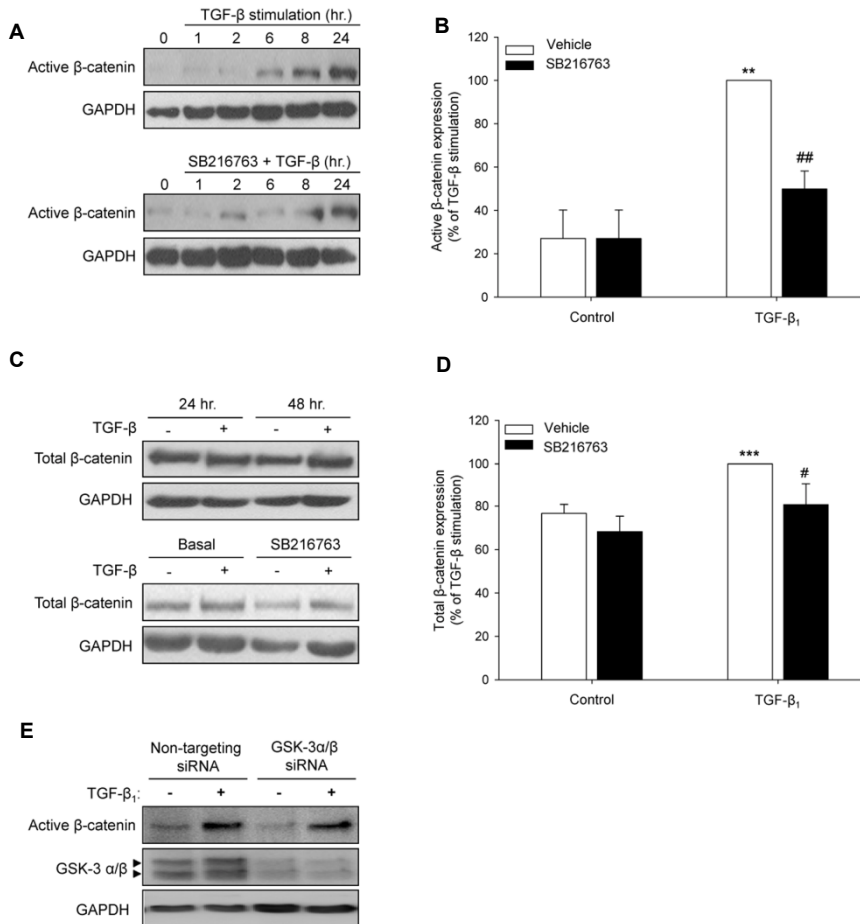 A
TGF-β stimulation (hr.)
0 1 2 6 8 24
Active β-catenin
GAPDH
SB216763 + TGF-β (hr.)
0 1 2 6 8 24
Active β-catenin
GAPDH
B
Vehicle
SB216763
120
100
80
60
40
20
0
Active β-catenin expression
(% of TGF-β stimulation)
**
##
Control
TGF-β₁
C
24 hr. 48 hr.
TGF-β - + - +
Total β-catenin
GAPDH
Basal SB216763
TGF-β - + - +
Total β-catenin
GAPDH
D
Vehicle
SB216763
120
100
80
60
40
20
0
Total β-catenin expression
(% of TGF-β stimulation)
***
#
Control
TGF-β₁
E
Non-targeting
siRNA
GSK-3α/β
siRNA
TGF-β₁: - + - +
Active β-catenin
GSK-3 α/β
GAPDH